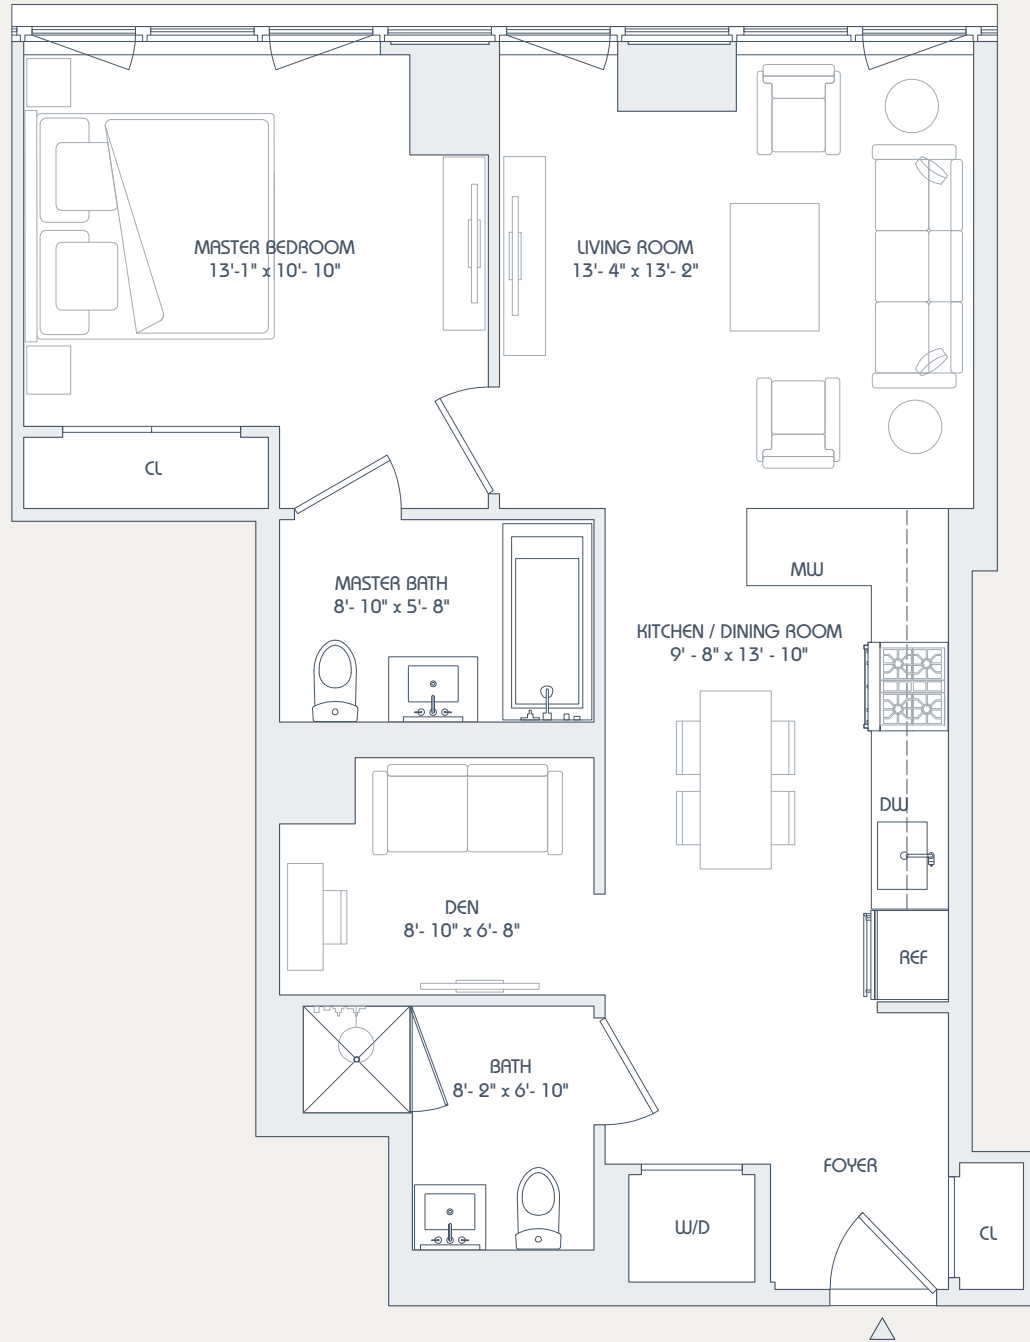 MASTER BEDROOM
13'-1" x 10'- 10"
LIVING ROOM
13'- 4" x 13'- 2"
CL
MASTER BATH
8'- 10" x 5'- 8"
MW
KITCHEN / DINING ROOM
9' - 8" x 13' - 10"
DW
DEN
8'- 10" x 6'- 8"
REF
BATH
8'- 2" x 6'- 10"
FOYER
W/D
CL